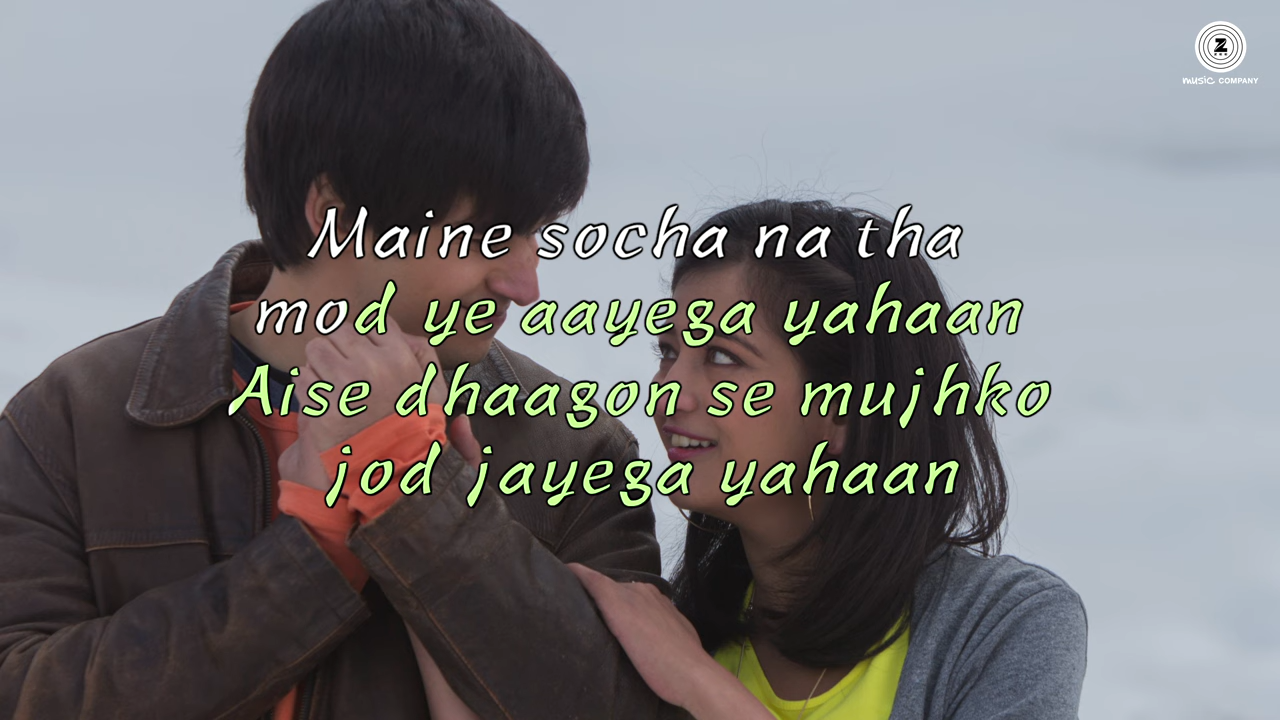 Z
music COMPANY
Maine socha na tha
mod ye aayega yahaan
Aise dhaagon se mujhko
jod jayega yahaan